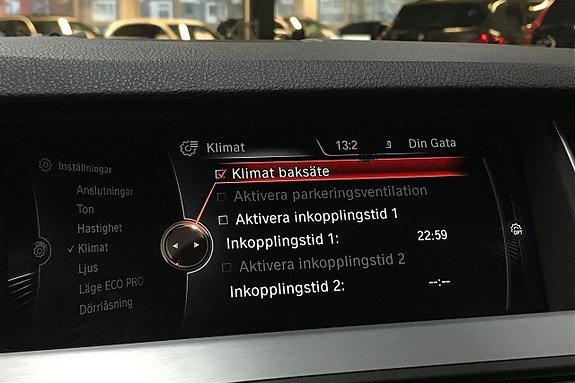 Klimat 13:2 Din Gata
Inställningar
Anslutningar
Ton
Hastighet
Klimat
Ljus
Läge ECO PRO
Dörrlåsning
Klimat baksäte
Aktivera parkeringsventilation
Aktivera inkopplingstid 1
Inkopplingstid 1: 22:59
Aktivera inkopplingstid 2
Inkopplingstid 2: --:--
OPT